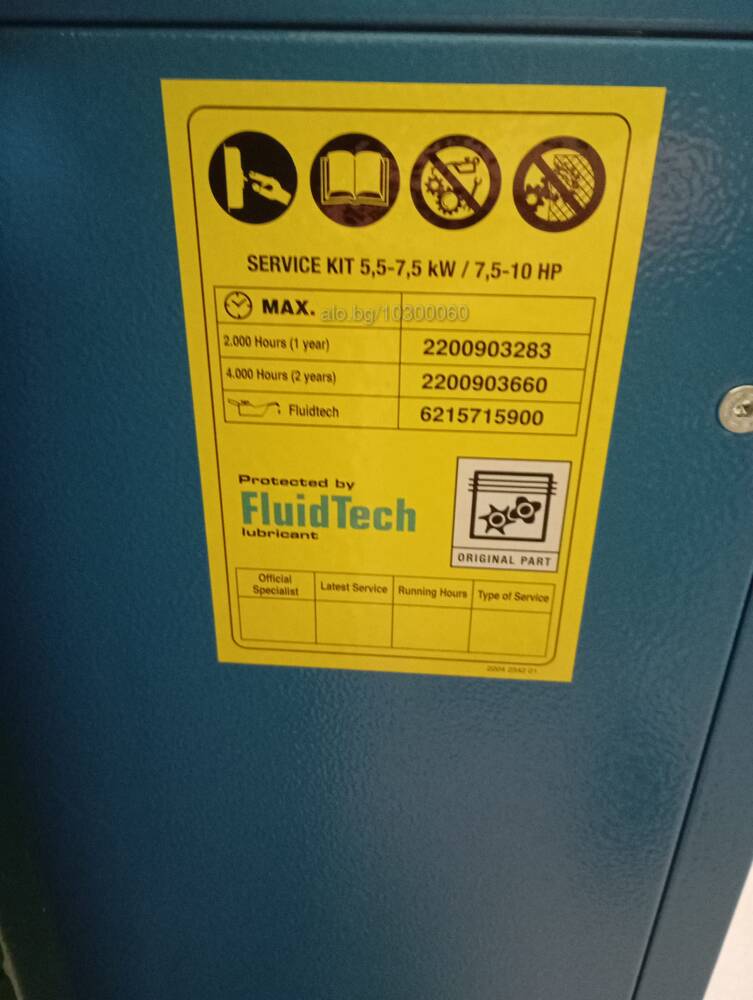 SERVICE KIT 5,5-7,5 kW / 7,5-10 HP
MAX.
alo.bg/10300060
2.000 Hours (1 year) 2200903283
4.000 Hours (2 years) 2200903660
Fluidtech 6215715900
Protected by
FluidTech
lubricant
ORIGINAL PART
Official Specialist Latest Service Running Hours Type of Service